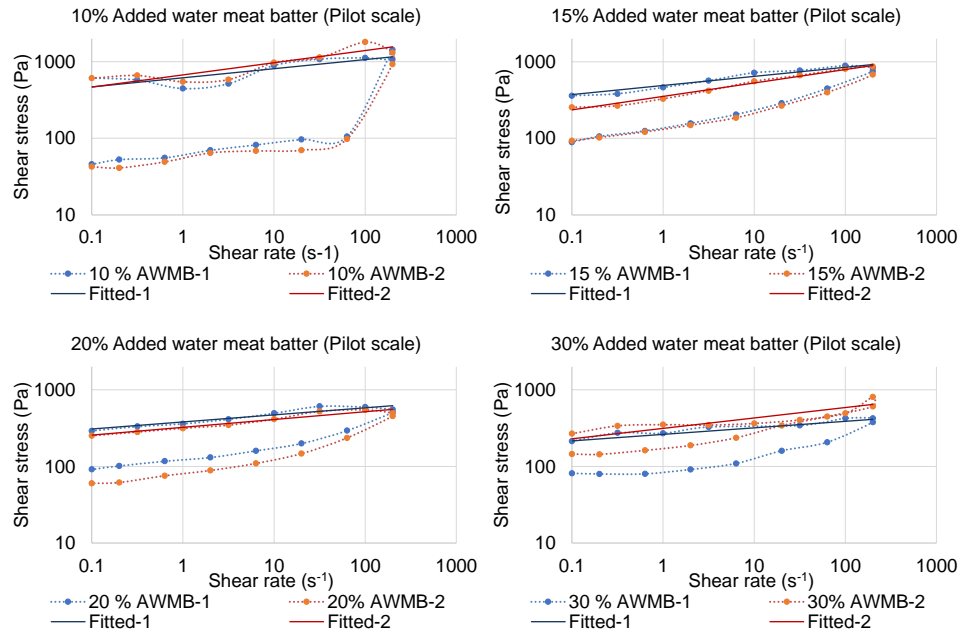 10% Added water meat batter (Pilot scale)
Shear stress (Pa)
1000
100
10
0.1 1 10 100 1000
Shear rate (s-1)
10 % AWMB-1 10% AWMB-2
Fitted-1 Fitted-2
15% Added water meat batter (Pilot scale)
Shear stress (Pa)
1000
100
10
0.1 1 10 100 1000
Shear rate (s⁻¹)
15 % AWMB-1 15% AWMB-2
Fitted-1 Fitted-2
20% Added water meat batter (Pilot scale)
Shear stress (Pa)
1000
100
10
0.1 1 10 100 1000
Shear rate (s⁻¹)
20 % AWMB-1 20% AWMB-2
Fitted-1 Fitted-2
30% Added water meat batter (Pilot scale)
Shear stress (Pa)
1000
100
10
0.1 1 10 100 1000
Shear rate (s⁻¹)
30 % AWMB-1 30% AWMB-2
Fitted-1 Fitted-2